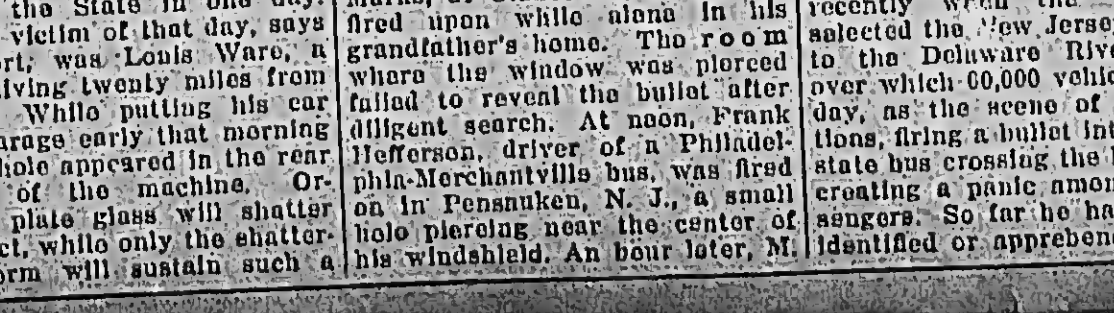 the State in one day,
victim of that day, says
ort, was Louis Ware, a
iving twenty miles from
While putting his car
arage early that morning
hole appeared in the rear
of the machine. Or-
plate glass will shatter
ct, while only the shatter-
orm will sustain such a
fired upon while alone in his
grandfather's home. The room
where the window was pierced
failed to reveal the bullet after
diligent search. At noon, Frank
Hefferson, driver of a Philadel-
phia-Merchantville bus, was fired
on in Pensnuken, N. J., a small
hole piercing near the center of
his windshield. An hour later, M.
recently when the
selected the New Jerse
to the Delaware Riv
over which 60,000 vehic
day, as the scene of
tions, firing a bullet int
state bus crossing the
creating a panic amon
sengers. So far he ha
identified or apprehen